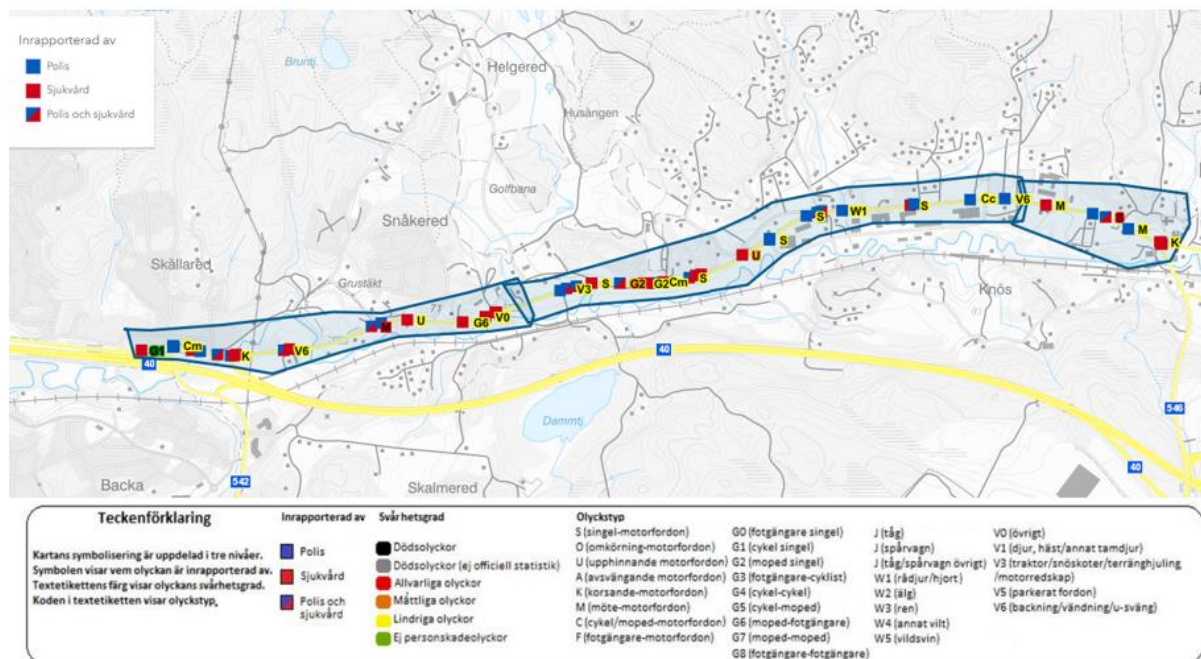 Inrapporterad av
Polis
Sjukvård
Polis och sjukvård
Bruntj.
Helgered
Husången
Golfbana
Snåkered
Skällared
Grustäkt
Knös
Dammtj.
Backa
Skalmered
40
40
40
542
546
G1
Cm
K
V6
M
U
G6
V0
V3
S
G2
G2
Cm
S
U
S
S
W1
S
Cc
V6
M
S
M
K
Teckenförklaring
Kartans symbolisering är uppdelad i tre nivåer.
Symbolen visar vem olyckan är inrapporterad av.
Textetikettens färg visar olyckans svårhetsgrad.
Koden i textetiketten visar olyckstyp.
Inrapporterad av
Polis
Sjukvård
Polis och
sjukvård
Svårhetsgrad
Dödsolyckor
Dödsolyckor (ej officiell statistik)
Allvarliga olyckor
Måttliga olyckor
Lindriga olyckor
Ej personskadeolyckor
Olyckstyp
S (singel-motorfordon)
O (omkörning-motorfordon)
U (upphinnande motorfordon)
A (avsvängande motorfordon)
K (korsande-motorfordon)
M (möte-motorfordon)
C (cykel/moped-motorfordon)
F (fotgängare-motorfordon)
G0 (fotgängare singel)
G1 (cykel singel)
G2 (moped singel)
G3 (fotgängare-cyklist)
G4 (cykel-cykel)
G5 (cykel-moped)
G6 (moped-fotgängare)
G7 (moped-moped)
G8 (fotgängare-fotgängare)
J (tåg)
J (spårvagn)
J (tåg/spårvagn övrigt)
W1 (rådjur/hjort)
W2 (älg)
W3 (ren)
W4 (annat vilt)
W5 (vildsvin)
V0 (övrigt)
V1 (djur, häst/annat tamdjur)
V3 (traktor/snöskoter/terränghjuling
/motorredskap)
V5 (parkerat fordon)
V6 (backning/vändning/u-sväng)